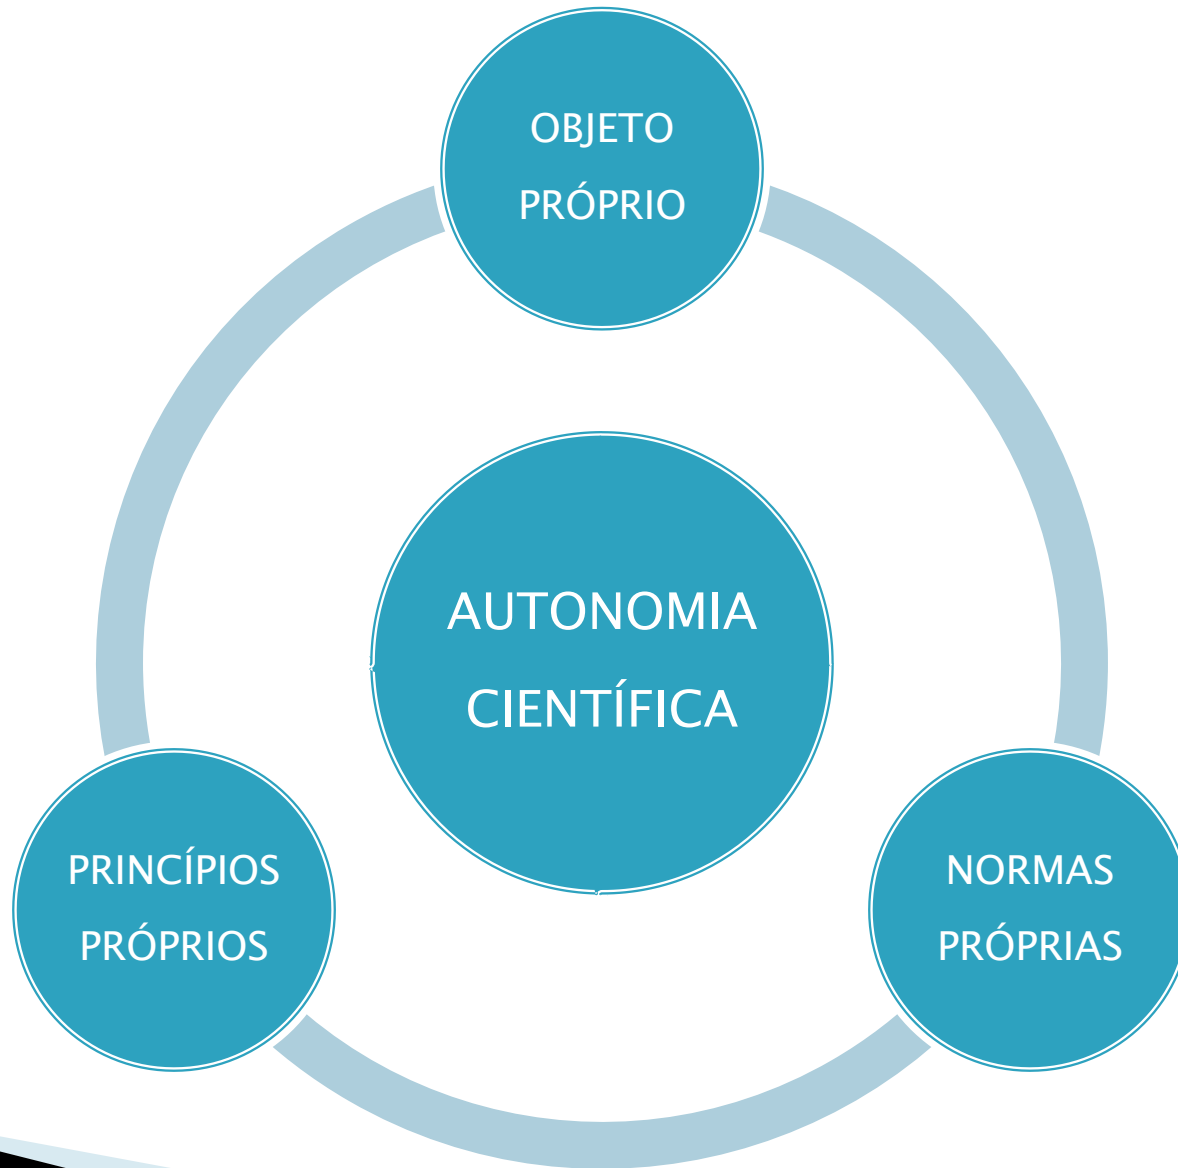 OBJETO
PRÓPRIO
AUTONOMIA
CIENTÍFICA
PRINCÍPIOS
PRÓPRIOS
NORMAS
PRÓPRIAS